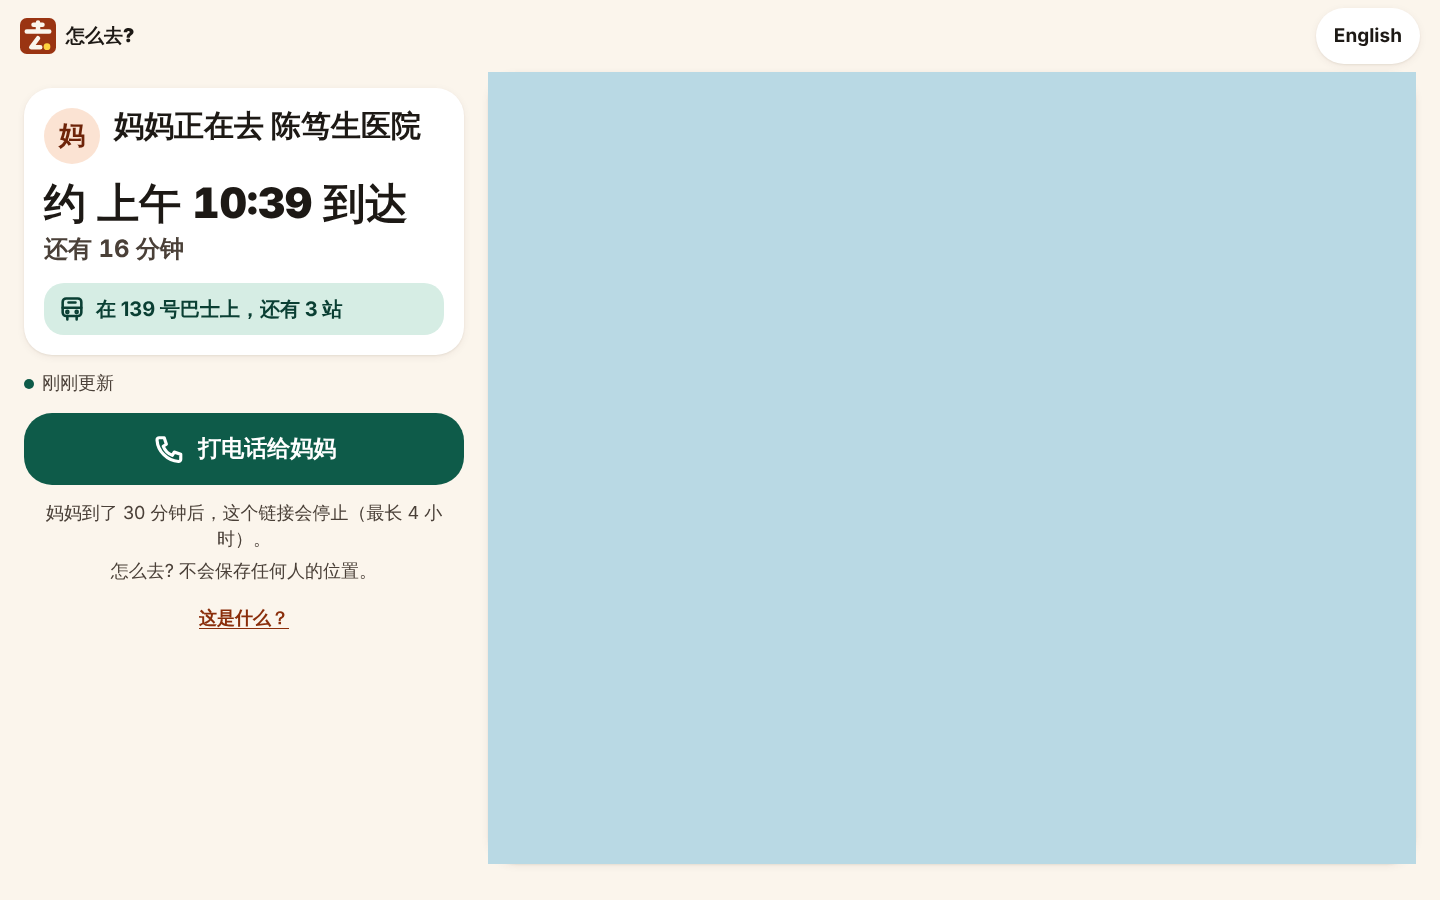 去
怎么去?
English
妈
妈妈正在去 陈笃生医院
约 上午 10:39 到达
还有 16 分钟
在 139 号巴士上，还有 3 站
刚刚更新
打电话给妈妈
妈妈到了 30 分钟后，这个链接会停止（最长 4 小
时）。
怎么去? 不会保存任何人的位置。
这是什么？